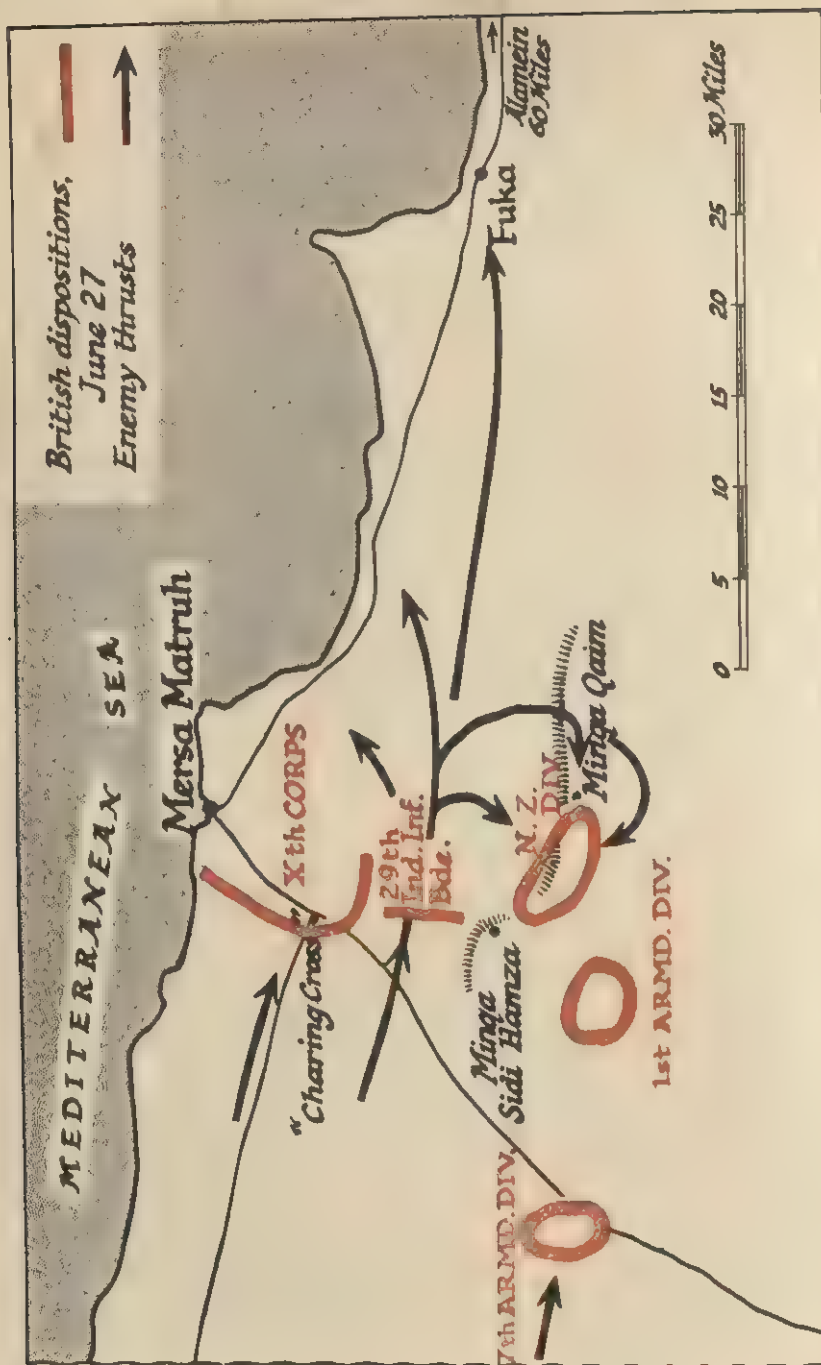 British dispositions,
June 27
Enemy thrusts
MEDITERRANEAN SEA
Mersa Matruh
Xth CORPS
"Charing Cross"
29th
Ind. Inf.
Bde.
Fuka
Alamein
60 Miles
Minqa
Sidi Hamza
N. Z.
DIV.
Minqa Qaim
7th ARMD. DIV.
1st ARMD. DIV.
0 5 10 15 20 25 30 Miles